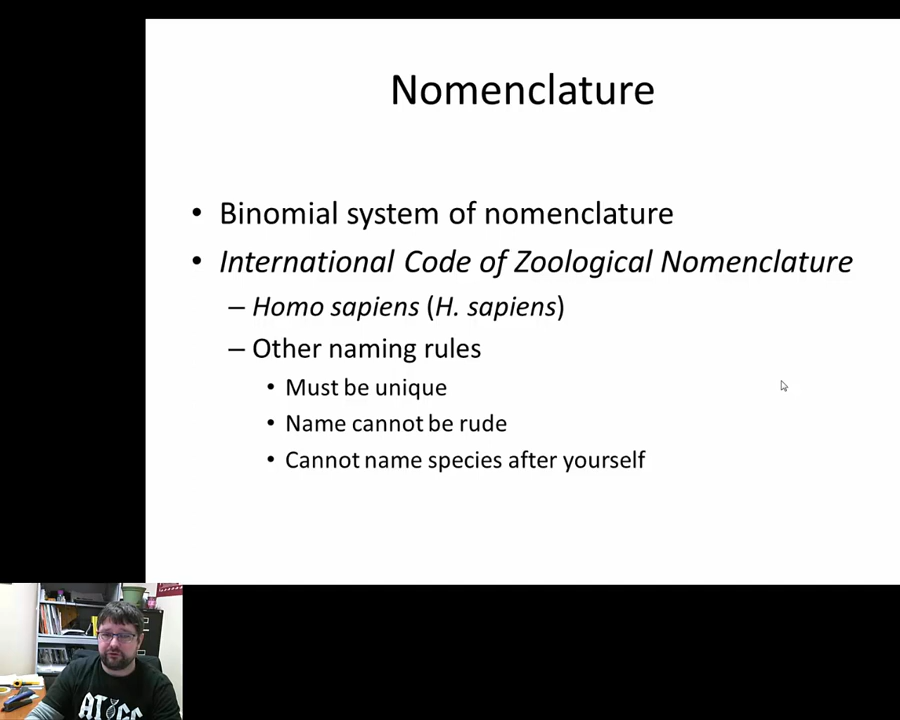 Nomenclature
• Binomial system of nomenclature
• International Code of Zoological Nomenclature
– Homo sapiens (H. sapiens)
– Other naming rules
• Must be unique
• Name cannot be rude
• Cannot name species after yourself